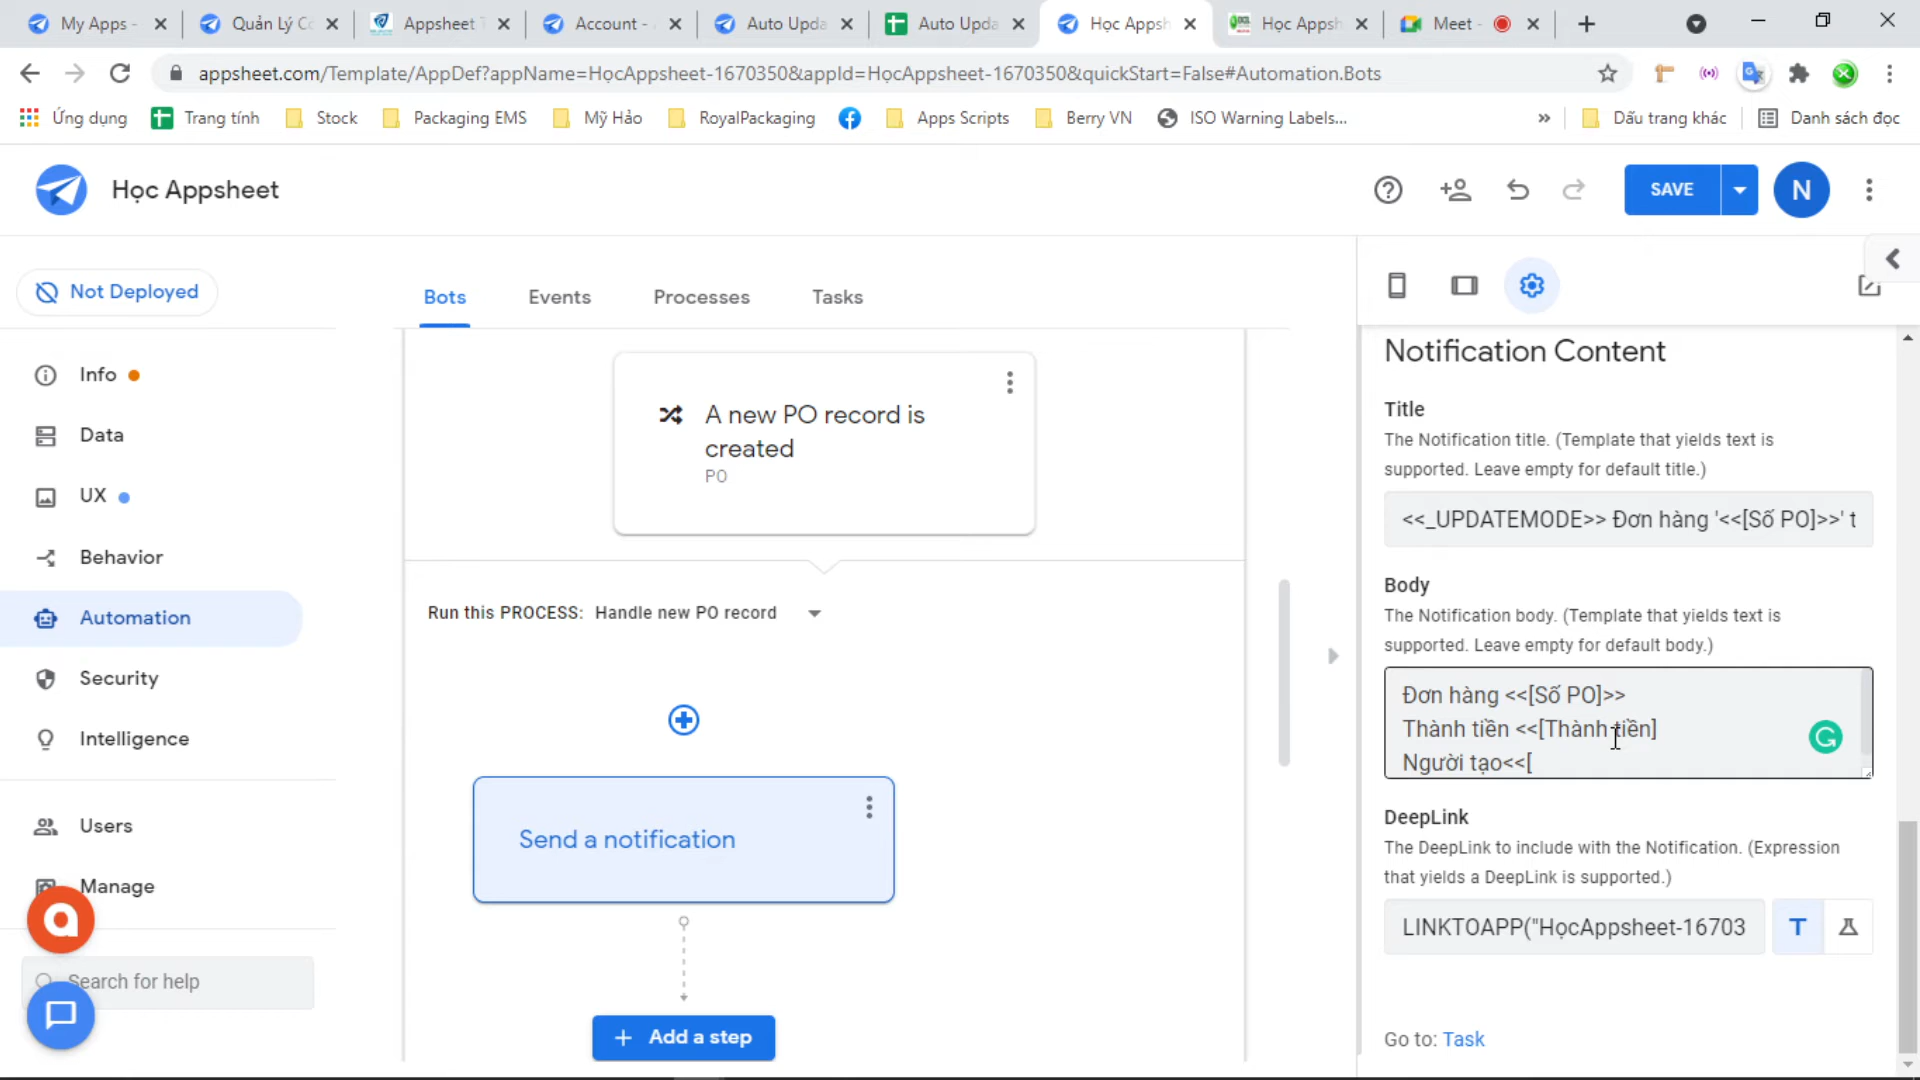 My Apps -
Quản Lý Cc
Appsheet T
Account -
Auto Upda
Auto Upda
Học Appsh
Học Appsh
Meet -
appsheet.com/Template/AppDef?appName=HọcAppsheet-1670350&appId=HọcAppsheet-1670350&quickStart=False#Automation.Bots
Ứng dụng
Trang tính
Stock
Packaging EMS
Mỹ Hảo
RoyalPackaging
Apps Scripts
Berry VN
ISO Warning Labels...
»
Dấu trang khác
Danh sách đọc
Học Appsheet
SAVE
N
Not Deployed
Info
Data
UX
Behavior
Automation
Security
Intelligence
Users
Manage
Search for help
Bots
Events
Processes
Tasks
A new PO record is
created
PO
Run this PROCESS: Handle new PO record
Send a notification
+ Add a step
Notification Content
Title
The Notification title. (Template that yields text is
supported. Leave empty for default title.)
<<_UPDATEMODE>> Đơn hàng '<<[Số PO]>>' t
Body
The Notification body. (Template that yields text is
supported. Leave empty for default body.)
Đơn hàng <<[Số PO]>>
Thành tiền <<[Thành tiền]
Người tạo<<[
DeepLink
The DeepLink to include with the Notification. (Expression
that yields a DeepLink is supported.)
LINKTOAPP("HọcAppsheet-16703
T
Go to: Task